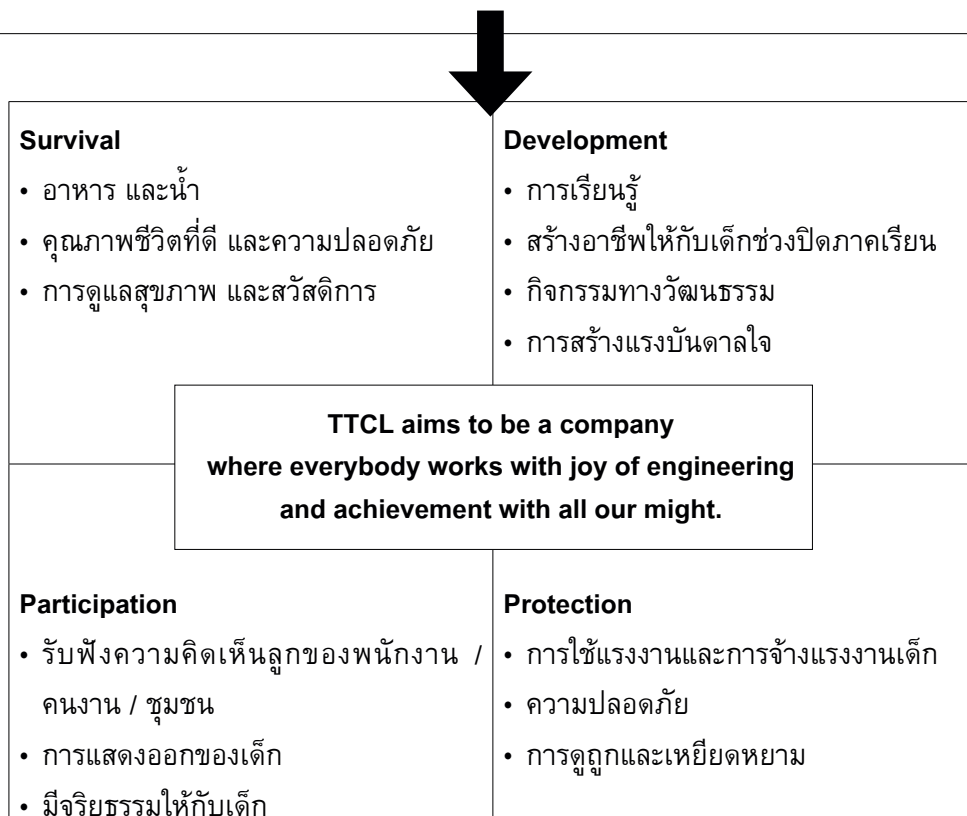 Survival
• อาหาร และน้ำ
• คุณภาพชีวิตที่ดี และความปลอดภัย
• การดูแลสุขภาพ และสวัสดิการ
Development
• การเรียนรู้
• สร้างอาชีพให้กับเด็กช่วงปิดภาคเรียน
• กิจกรรมทางวัฒนธรรม
• การสร้างแรงบันดาลใจ
TTCL aims to be a company
where everybody works with joy of engineering
and achievement with all our might.
Participation
• รับฟังความคิดเห็นลูกของพนักงาน /
คนงาน / ชุมชน
• การแสดงออกของเด็ก
• มีจริยธรรมให้กับเด็ก
Protection
• การใช้แรงงานและการจ้างแรงงานเด็ก
• ความปลอดภัย
• การดูถูกและเหยียดหยาม